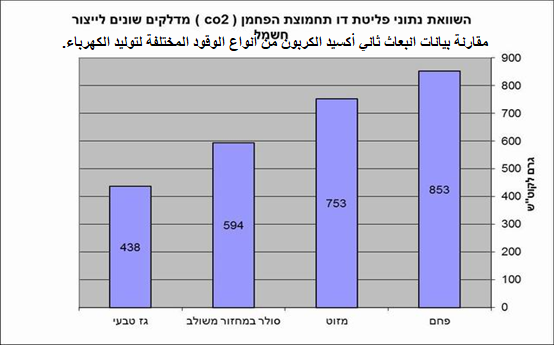 השוואת נתוני פליטת דו תחמוצת הפחמן ( co2 ) מדלקים שונים לייצור
חשמל
مقارنة بيانات انبعاث ثاني أكسيد الكربون من أنواع الوقود المختلفة لتوليد الكهرباء.
900
800
700
600
500
400
300
200
100
0
גרם לקוט"ש
853
753
594
438
פחם
מזוט
סולר במחזור משולב
גז טבעי